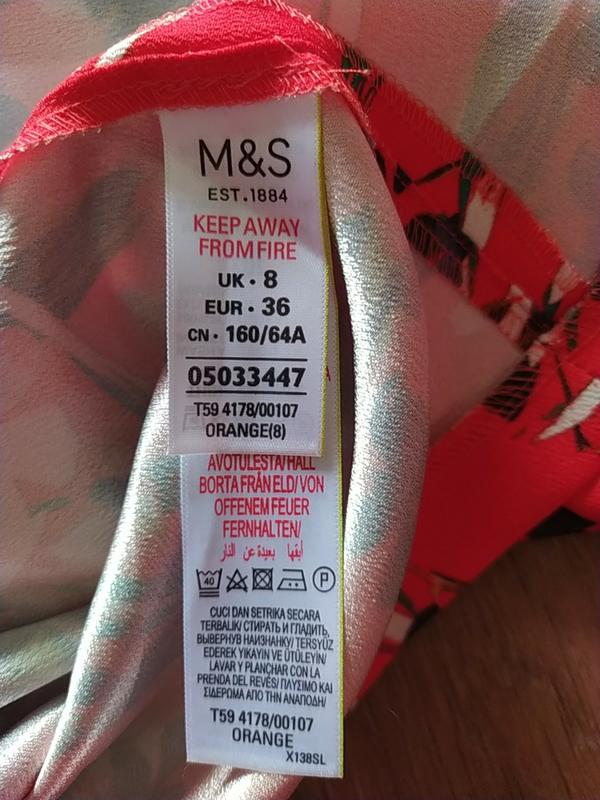 M&S
EST.1884
KEEP AWAY
FROM FIRE
UK · 8
EUR · 36
CN · 160/64A
05033447
T59 4178/00107
ORANGE(8)
AVOTULESTA/HÅLL
BORTA FRÅN ELD/ VON
OFFENEM FEUER
FERNHALTEN/
أبقها بعيدة عن النار
40 P
CUCI DAN SETRIKA SECARA
TERBALIK/ СТИРАТЬ И ГЛАДИТЬ,
ВЫВЕРНУВ НАИЗНАНКУ/ TERSYÜZ
EDEREK YIKAYIN VE ÜTÜLEYİN/
LAVAR Y PLANCHAR CON LA
PRENDA DEL REVÉS/ ΠΛΥΣΙΜΟ ΚΑΙ
ΣΙΔΕΡΩΜΑ ΑΠΟ ΤΗΝ ΑΝΑΠΟΔΗ/
T59 4178/00107
ORANGE
X138SL